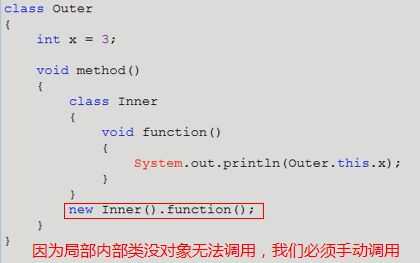 class Outer
{
    int x = 3;
    void method()
    {
        class Inner
        {
            void function()
            {
                System.out.println(Outer.this.x);
            }
        }
        new Inner().function();
    }
}
因为局部内部类没对象无法调用，我们必须手动调用